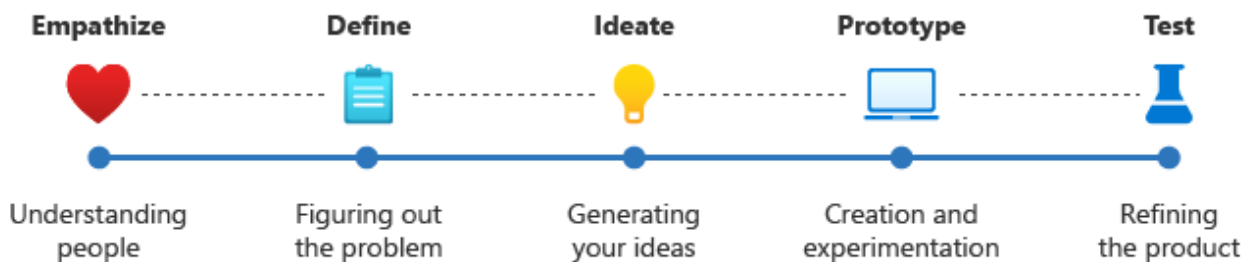 Empathize
Define
Ideate
Prototype
Test
Understanding
people
Figuring out
the problem
Generating
your ideas
Creation and
experimentation
Refining
the product